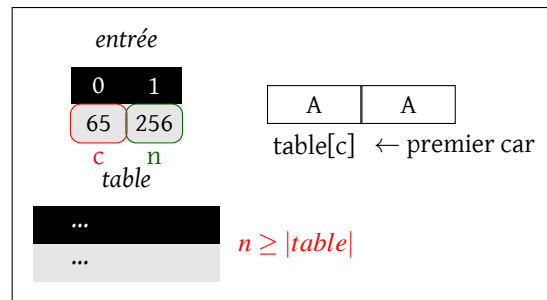 entrée
0 1
65 256
c n
A A
table[c] ← premier car
table
...
...
n ≥ |table|